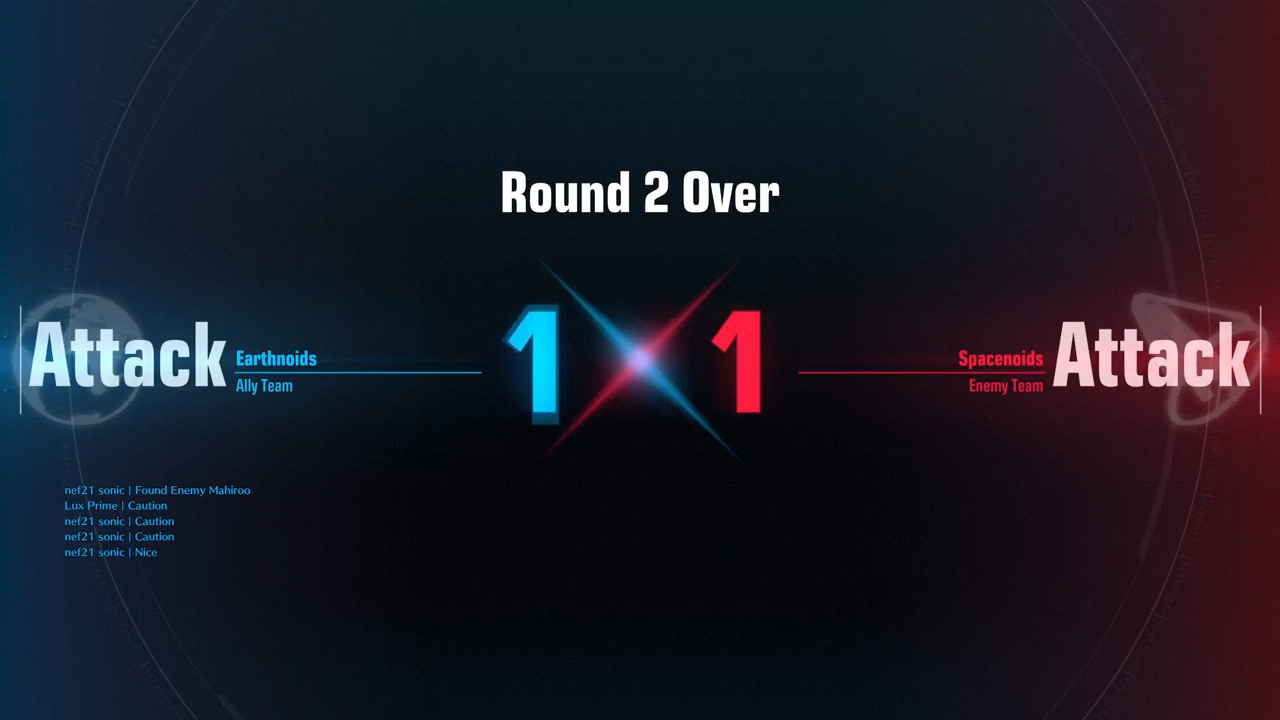 Round 2 Over
Attack
Earthnoids
Ally Team
1
1
Spacenoids
Enemy Team
Attack
nef21 sonic | Found Enemy Mahiroo
Lux Prime | Caution
nef21 sonic | Caution
nef21 sonic | Caution
nef21 sonic | Nice